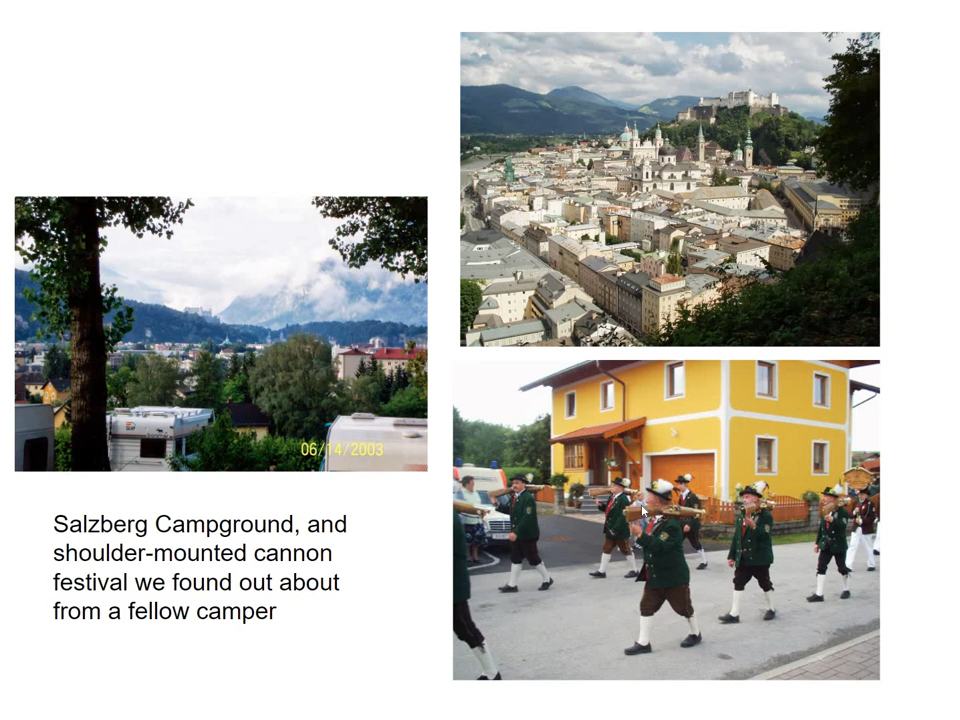 06/14/2003
Salzberg Campground, and
shoulder-mounted cannon
festival we found out about
from a fellow camper